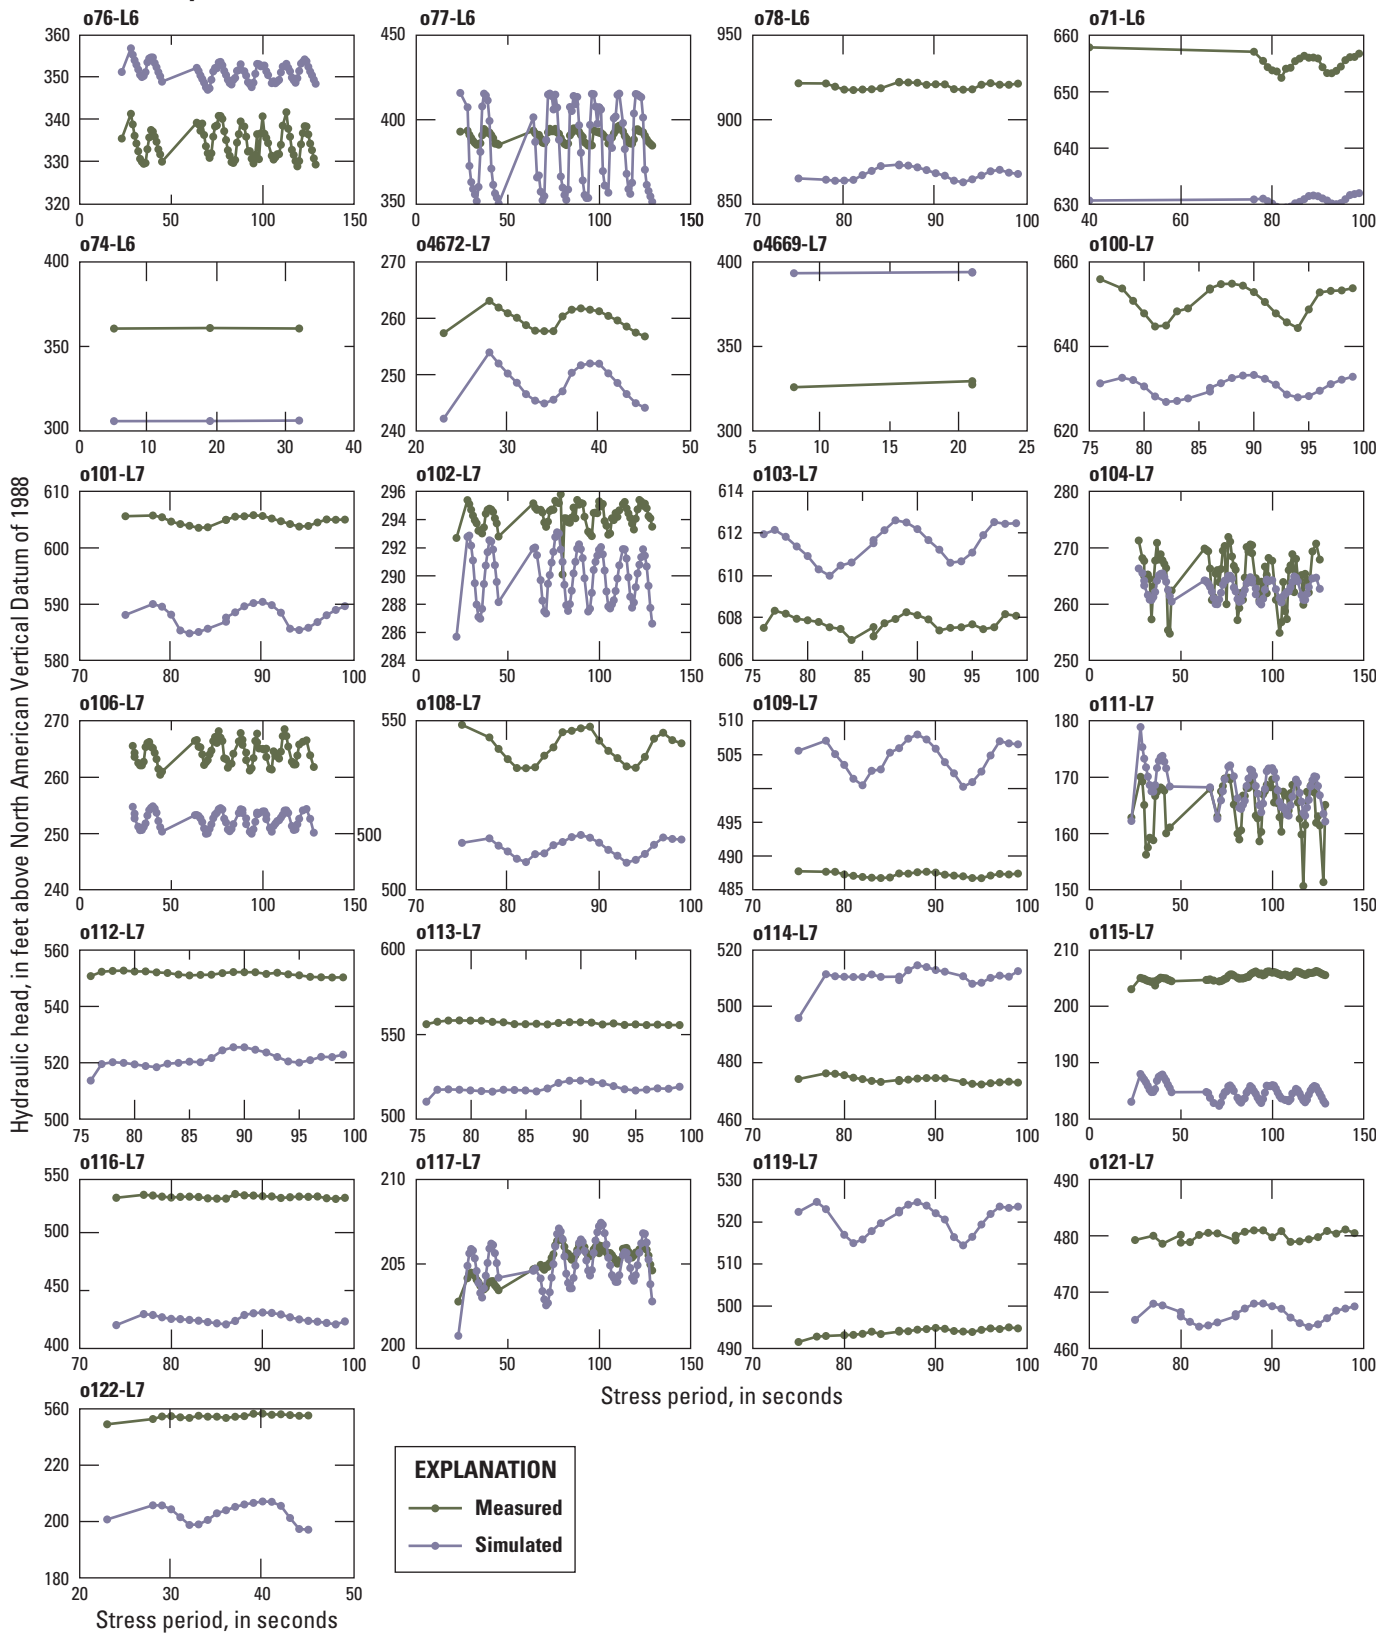 o76-L6
o77-L6
o78-L6
o71-L6
360
350
340
330
320
0 50 100 150
450
400
350
0 50 100 150
950
900
850
70 80 90 100
660
650
640
630
40 60 80 100
o74-L6
o4672-L7
o4669-L7
o100-L7
400
350
300
0 10 20 30 40
270
260
250
240
20 30 40 50
400
350
300
5 10 15 20 25
660
640
620
75 80 85 90 95 100
o101-L7
o102-L7
o103-L7
o104-L7
610
600
590
580
70 80 90 100
296
294
292
290
288
286
284
0 50 100 150
614
612
610
608
606
75 80 85 90 95 100
280
270
260
250
0 50 100 150
o106-L7
o108-L7
o109-L7
o111-L7
270
260
250
240
0 50 100 150
550
500
500
70 80 90 100
510
505
500
495
490
485
70 80 90 100
180
170
160
150
0 50 100 150
o112-L7
o113-L7
o114-L7
o115-L7
560
540
520
500
75 80 85 90 95 100
600
550
500
75 80 85 90 95 100
520
500
480
460
70 80 90 100
210
200
190
180
0 50 100 150
o116-L7
o117-L7
o119-L7
o121-L7
550
500
450
400
70 80 90 100
210
205
200
0 50 100 150
530
520
510
500
490
70 80 90 100
490
480
470
460
70 80 90 100
o122-L7
560
220
200
180
20 30 40 50
Stress period, in seconds
Stress period, in seconds
Hydraulic head, in feet above North American Vertical Datum of 1988
EXPLANATION
Measured
Simulated